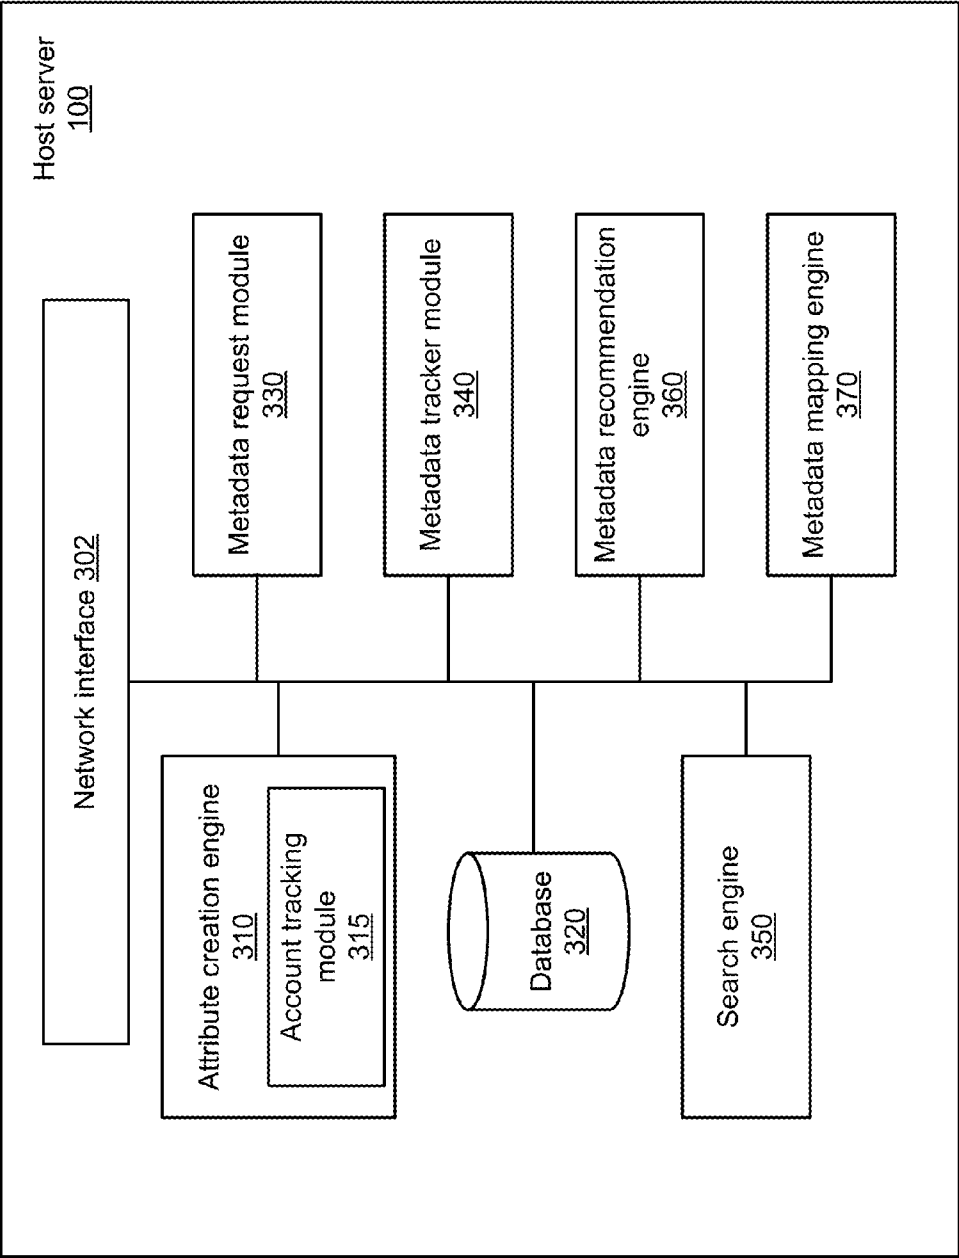 Host server
100
Network interface 302
Attribute creation engine
310
Account tracking
module
315
Metadata request module
330
Metadata tracker module
340
Database
320
Metadata recommendation
engine
360
Search engine
350
Metadata mapping engine
370